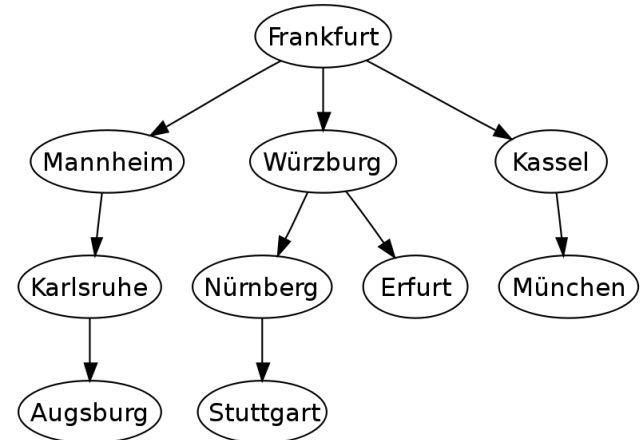 Frankfurt
Mannheim
Würzburg
Kassel
Karlsruhe
Nürnberg
Erfurt
München
Augsburg
Stuttgart